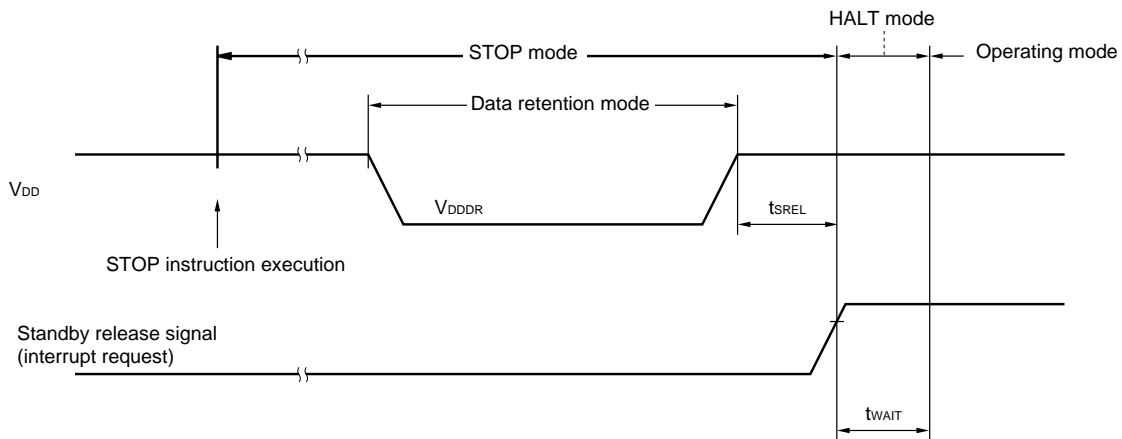 HALT mode
STOP mode
Operating mode
Data retention mode
VDD
VDDDR
tSREL
STOP instruction execution
Standby release signal
(interrupt request)
tWAIT